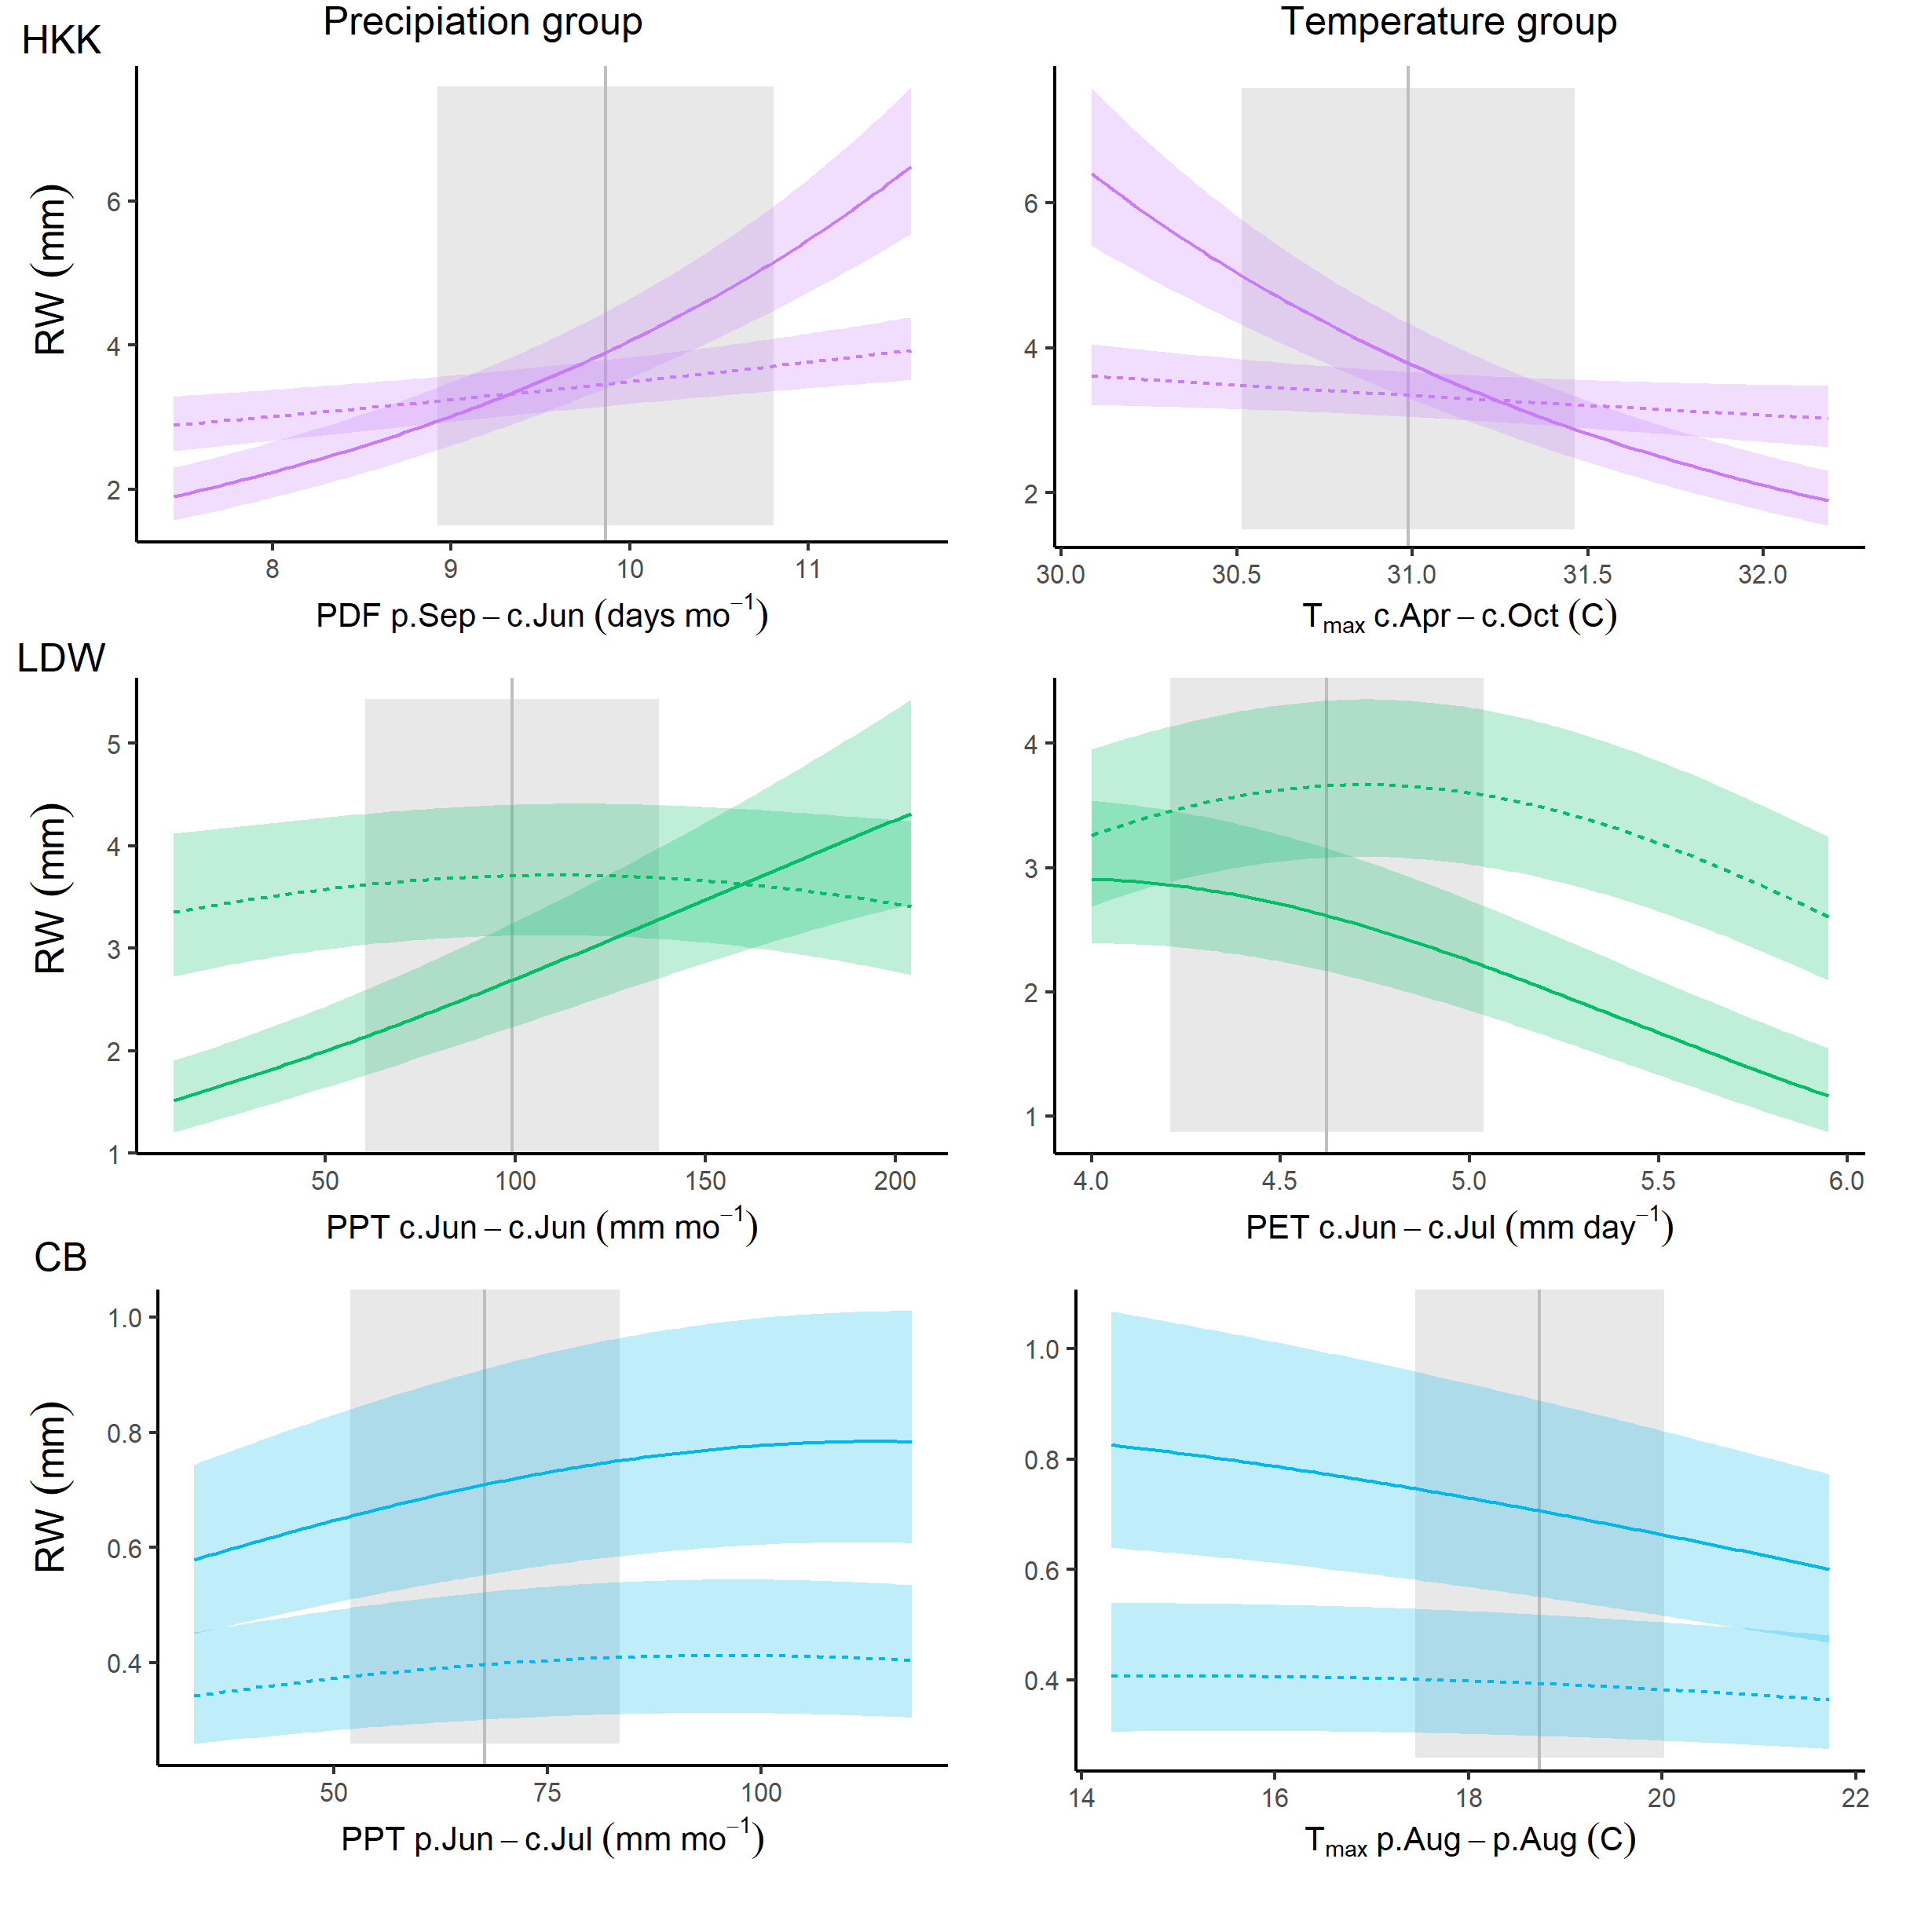 Precipiation group
Temperature group
HKK
RW (mm)
6
4
2
8 9 10 11
PDF p.Sep – c.Jun (days mo⁻¹)
6
4
2
30.0 30.5 31.0 31.5 32.0
Tmax c.Apr – c.Oct (C)
LDW
RW (mm)
5
4
3
2
1
50 100 150 200
PPT c.Jun – c.Jun (mm mo⁻¹)
4
3
2
1
4.0 4.5 5.0 5.5 6.0
PET c.Jun – c.Jul (mm day⁻¹)
CB
RW (mm)
1.0
0.8
0.6
0.4
50 75 100
PPT p.Jun – c.Jul (mm mo⁻¹)
1.0
0.8
0.6
0.4
14 16 18 20 22
Tmax p.Aug – p.Aug (C)